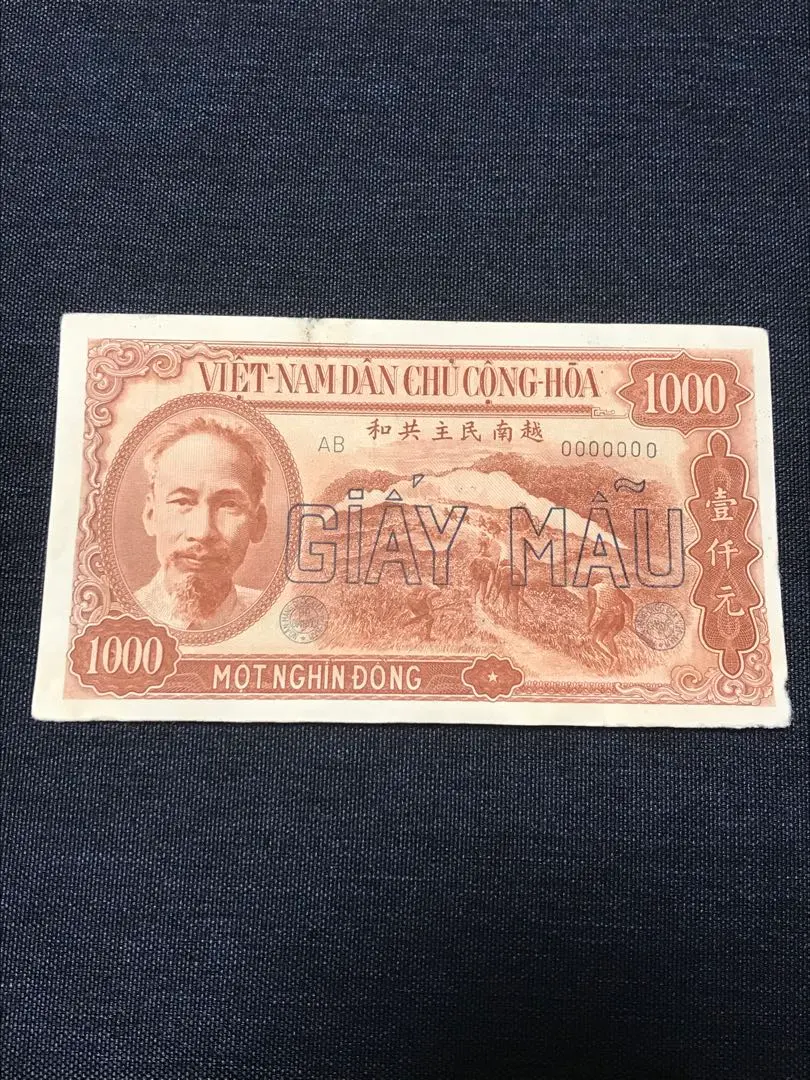 VIỆT-NAM DÂN CHỦ CỘNG-HÒA
1000
和共主民南越
AB
0000000
GIẤY MẪU
壹仟元
1000
MỘT NGHÌN ĐỒNG